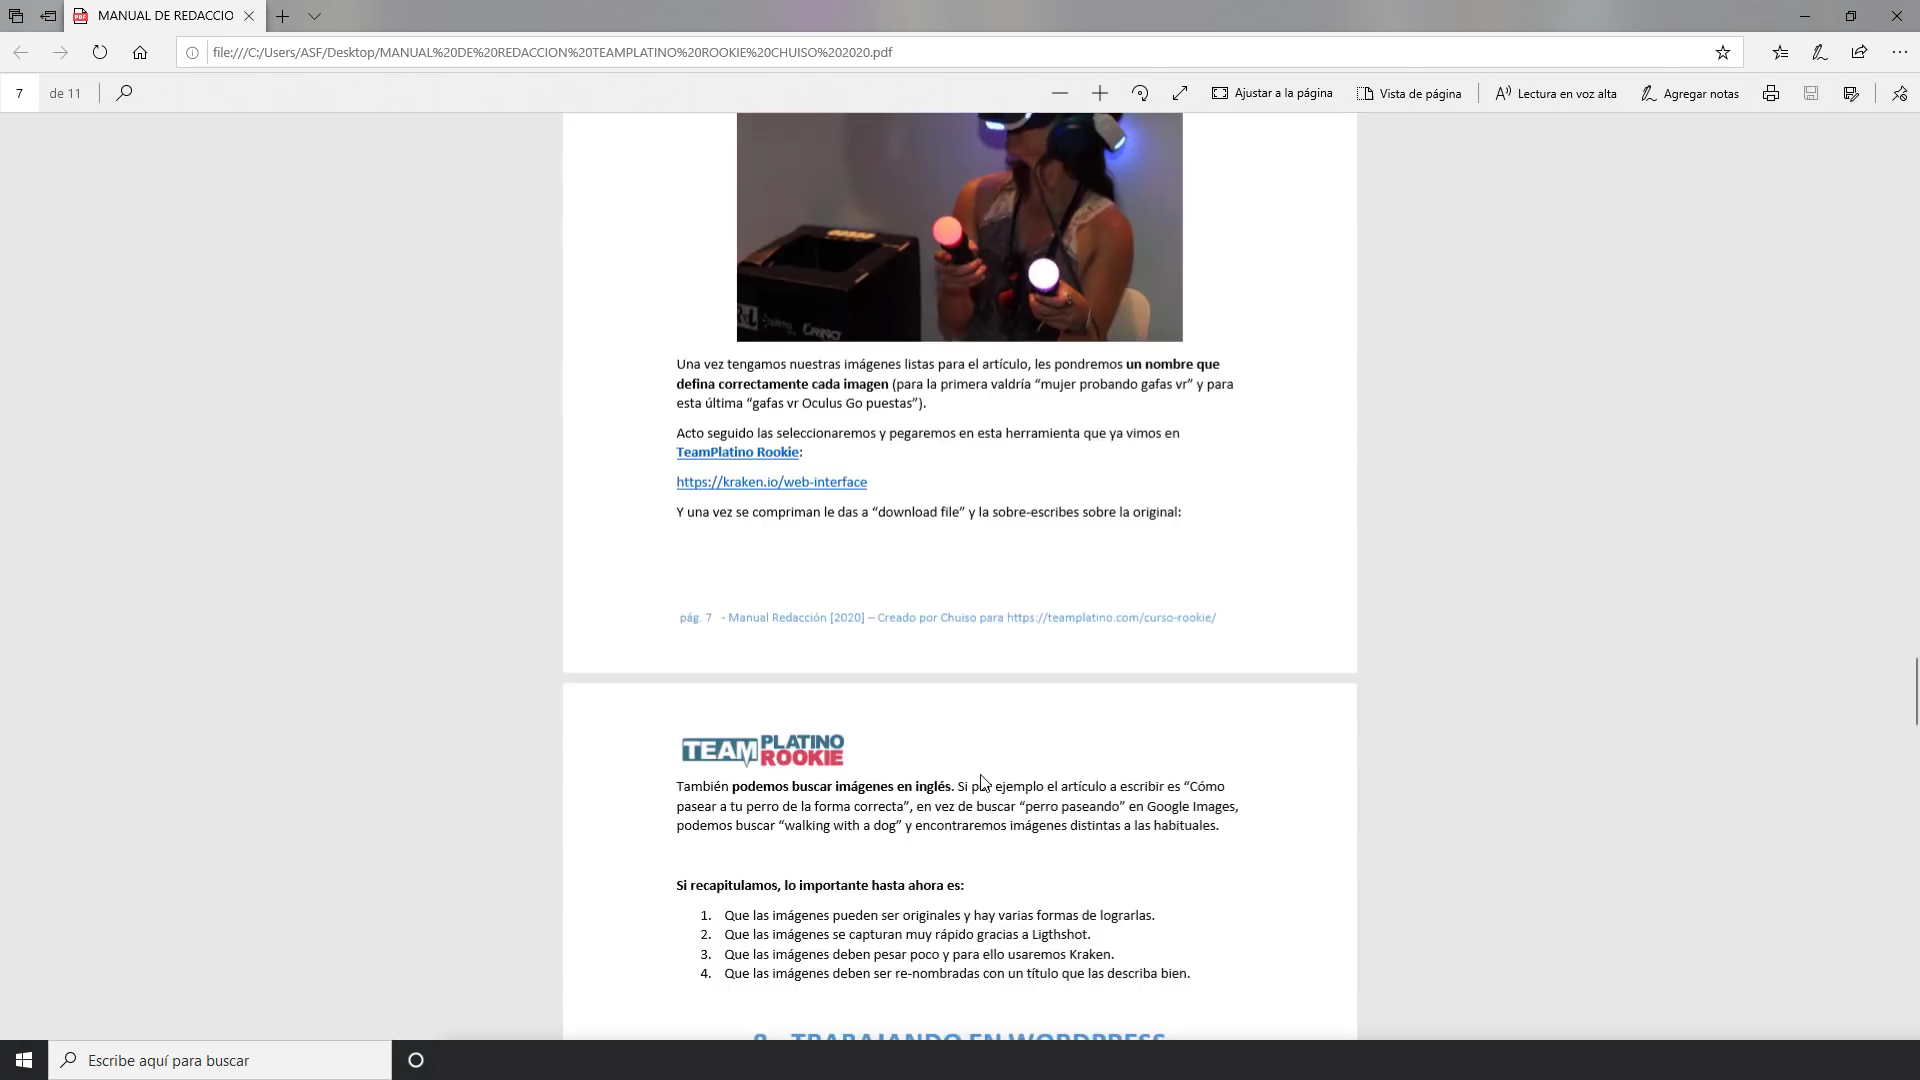 MANUAL DE REDACCIO
file:///C:/Users/ASF/Desktop/MANUAL%20DE%20REDACCION%20TEAMPLATINO%20ROOKIE%20CHUISO%202020.pdf
7 de 11 Ajustar a la página Vista de página Lectura en voz alta Agregar notas
Una vez tengamos nuestras imágenes listas para el artículo, les pondremos un nombre que
defina correctamente cada imagen (para la primera valdría “mujer probando gafas vr” y para
esta última “gafas vr Oculus Go puestas”).
Acto seguido las seleccionaremos y pegaremos en esta herramienta que ya vimos en
TeamPlatino Rookie:
https://kraken.io/web-interface
Y una vez se compriman le das a “download file” y la sobre-escribes sobre la original:
pág. 7 - Manual Redacción [2020] – Creado por Chuiso para https://teamplatino.com/curso-rookie/
TEAM PLATINO
ROOKIE
También podemos buscar imágenes en inglés. Si por ejemplo el artículo a escribir es “Cómo
pasear a tu perro de la forma correcta”, en vez de buscar “perro paseando” en Google Images,
podemos buscar “walking with a dog” y encontraremos imágenes distintas a las habituales.
Si recapitulamos, lo importante hasta ahora es:
1. Que las imágenes pueden ser originales y hay varias formas de lograrlas.
2. Que las imágenes se capturan muy rápido gracias a Ligthshot.
3. Que las imágenes deben pesar poco y para ello usaremos Kraken.
4. Que las imágenes deben ser re-nombradas con un título que las describa bien.
TRABAJANDO EN WORDPRESS
Escribe aquí para buscar